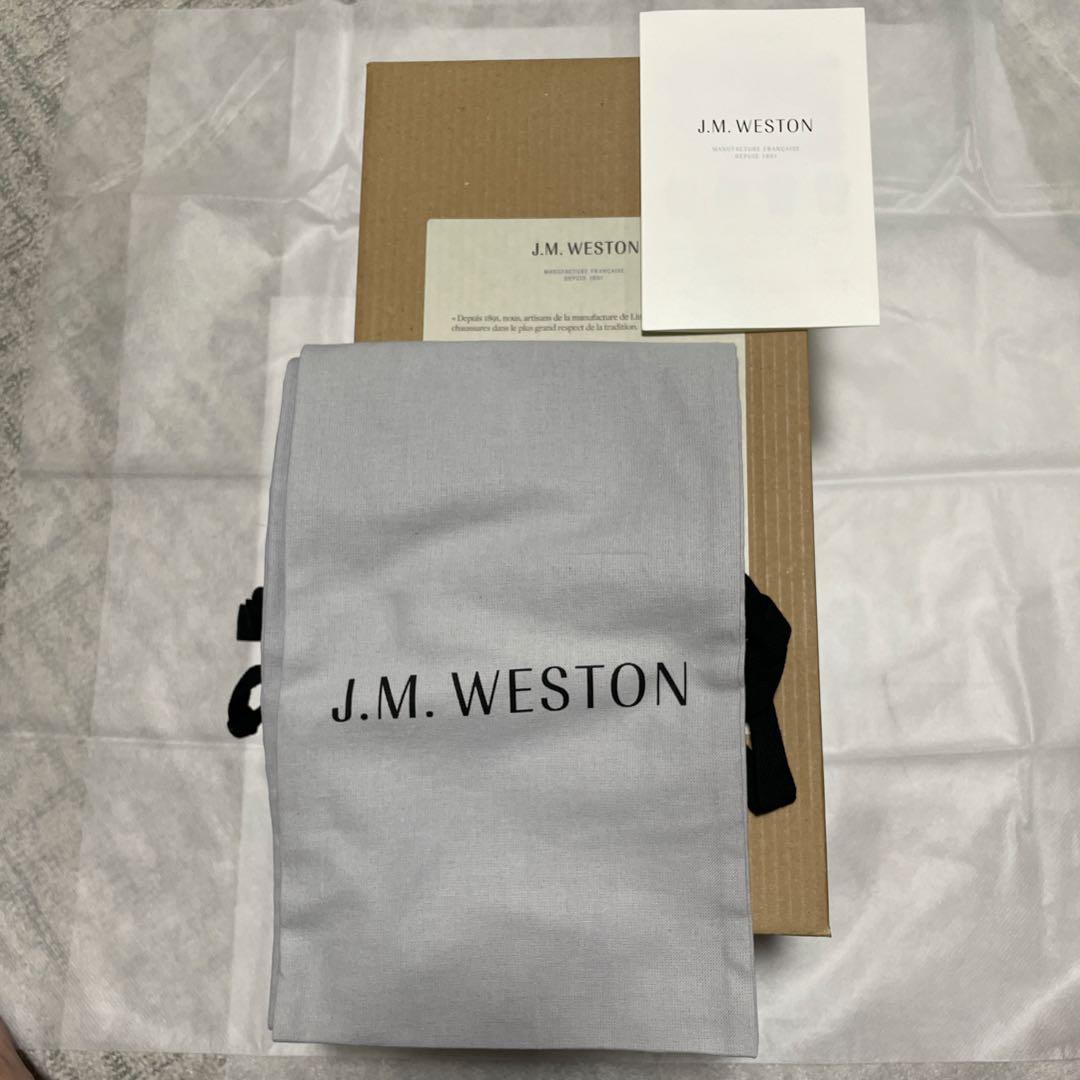 J.M. WESTON
MANUFACTURE FRANÇAISE
DEPUIS 1891
J.M. WESTON
MANUFACTURE FRANÇAISE
DEPUIS 1891
« Depuis 1891, nous, artisans de la manufacture de
chaussures dans le plus grand respect de la tradition.
J.M. WESTON